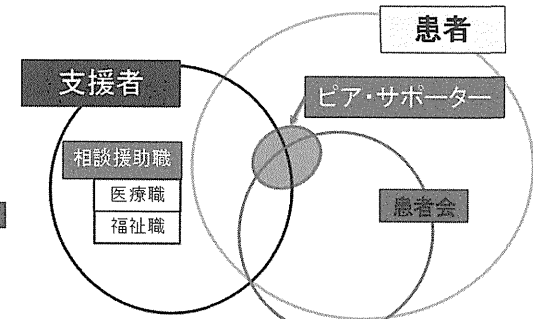 患者
支援者
ピア・サポーター
相談援助職
医療職
福祉職
患者会